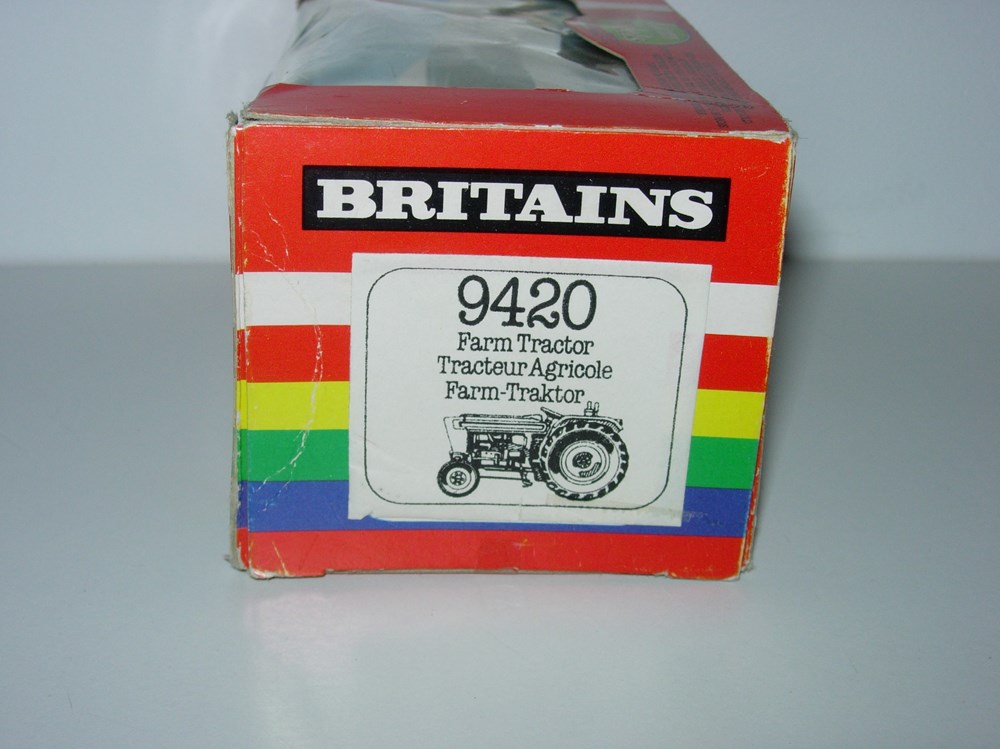 BRITAINS
9420
Farm Tractor
Tracteur Agricole
Farm-Traktor